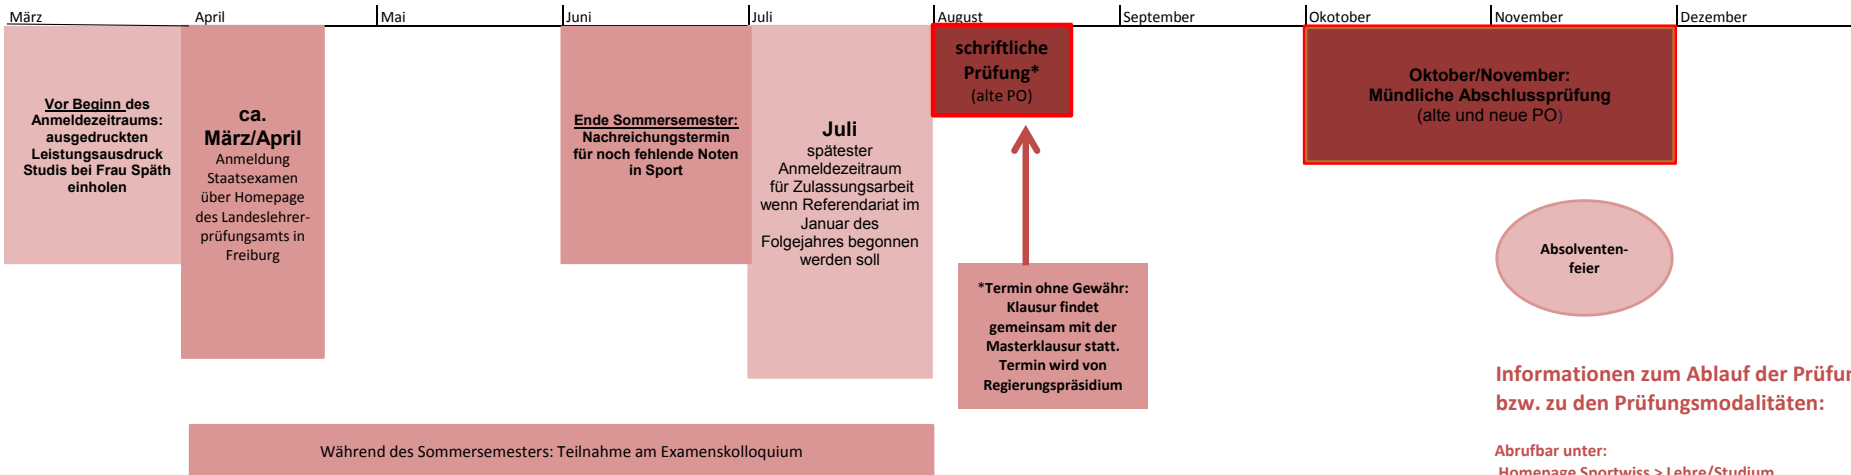 März April Mai Juni Juli August September Okotober November Dezember
Vor Beginn des
Anmeldezeitraums:
ausgedruckten
Leistungsausdruck
Studis bei Frau Späth
einholen
ca.
März/April
Anmeldung
Staatsexamen
über Homepage
des Landeslehrer-
prüfungsamts in
Freiburg
Ende Sommersemester:
Nachreichungstermin
für noch fehlende Noten
in Sport
Juli
spätester
Anmeldezeitraum
für Zulassungsarbeit
wenn Referendariat im
Januar des
Folgejahres begonnen
werden soll
schriftliche
Prüfung*
(alte PO)
*Termin ohne Gewähr:
Klausur findet
gemeinsam mit der
Masterklausur statt.
Termin wird von
Regierungspräsidium
Oktober/November:
Mündliche Abschlussprüfung
(alte und neue PO)
Absolventen-
feier
Während des Sommersemesters: Teilnahme am Examenskolloquium
Informationen zum Ablauf der Prüfun
bzw. zu den Prüfungsmodalitäten:
Abrufbar unter:
Homepage Sportwiss > Lehre/Studium